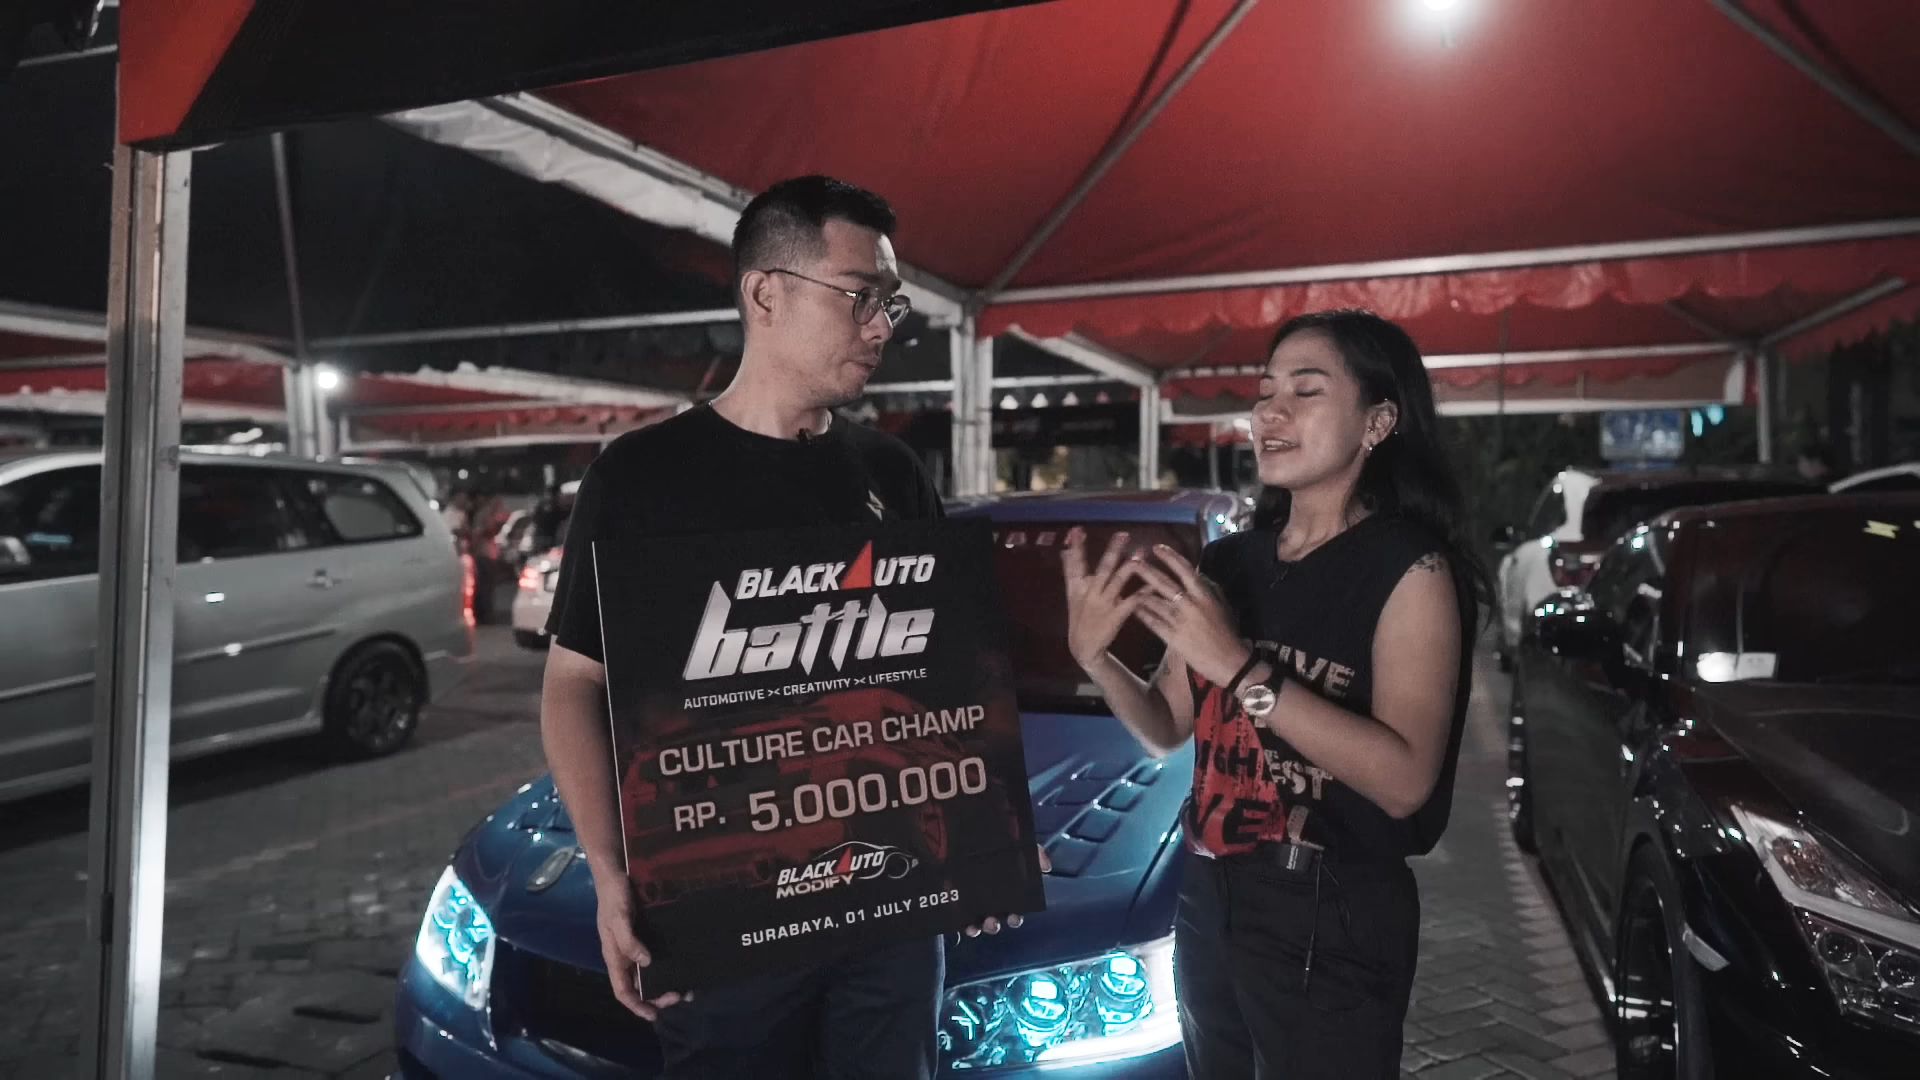 BLACKAUTO
battle
AUTOMOTIVE >< CREATIVITY >< LIFESTYLE
CULTURE CAR CHAMP
RP. 5.000.000
BLACKAUTO
MODIFY
SURABAYA, 01 JULY 2023